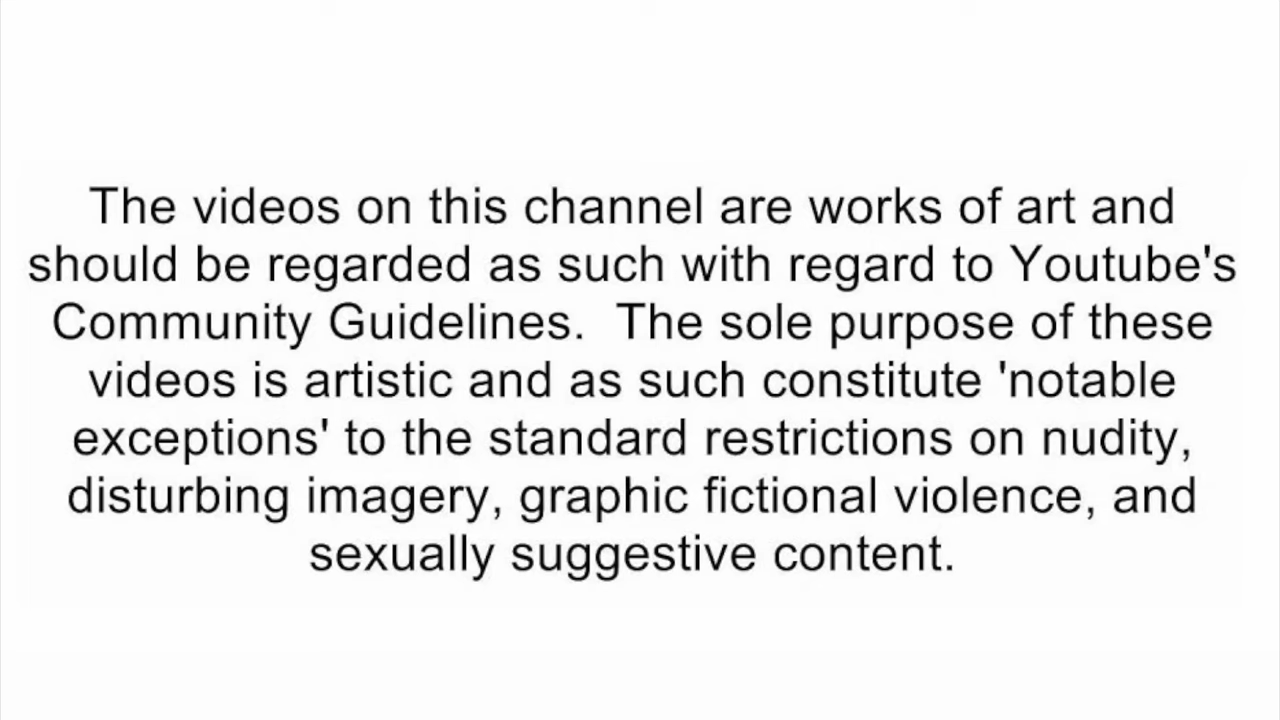 The videos on this channel are works of art and
should be regarded as such with regard to Youtube's
Community Guidelines.  The sole purpose of these
videos is artistic and as such constitute 'notable
exceptions' to the standard restrictions on nudity,
disturbing imagery, graphic fictional violence, and
sexually suggestive content.